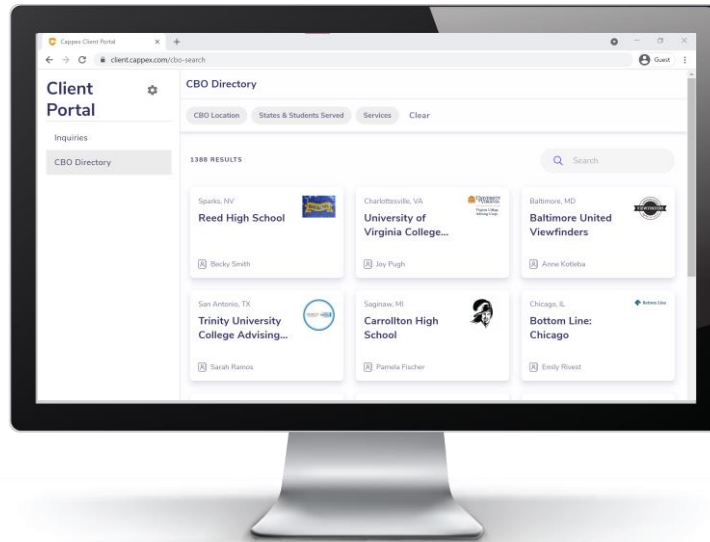 Cappex Client Portal
client.cappex.com/cbo-search
Guest
Client
Portal
Inquiries
CBO Directory
CBO Directory
CBO Location
States & Students Served
Services
Clear
1388 RESULTS
Search
Sparks, NV
Reed High School
Becky Smith
Charlottesville, VA
University of
Virginia College...
Joy Pugh
Baltimore, MD
Baltimore United
Viewfinders
VIEWFINDERS
Anne Kotleba
San Antonio, TX
Trinity University
College Advising...
Sarah Ramos
Saginaw, MI
Carrollton High
School
Pamela Fischer
Chicago, IL
Bottom Line
Bottom Line:
Chicago
Emily Rivest